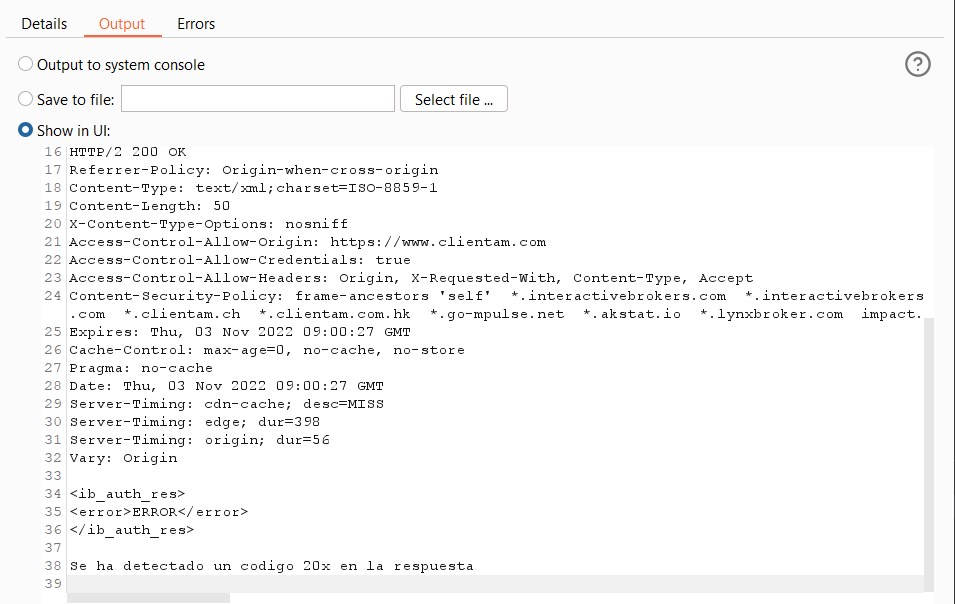 Details Output Errors
Output to system console
?
Save to file: Select file ...
Show in UI:
16 HTTP/2 200 OK
17 Referrer-Policy: Origin-when-cross-origin
18 Content-Type: text/xml;charset=ISO-8859-1
19 Content-Length: 50
20 X-Content-Type-Options: nosniff
21 Access-Control-Allow-Origin: https://www.clientam.com
22 Access-Control-Allow-Credentials: true
23 Access-Control-Allow-Headers: Origin, X-Requested-With, Content-Type, Accept
24 Content-Security-Policy: frame-ancestors 'self' *.interactivebrokers.com *.interactivebrokers
.com *.clientam.ch *.clientam.com.hk *.go-mpulse.net *.akstat.io *.lynxbroker.com impact.
25 Expires: Thu, 03 Nov 2022 09:00:27 GMT
26 Cache-Control: max-age=0, no-cache, no-store
27 Pragma: no-cache
28 Date: Thu, 03 Nov 2022 09:00:27 GMT
29 Server-Timing: cdn-cache; desc=MISS
30 Server-Timing: edge; dur=398
31 Server-Timing: origin; dur=56
32 Vary: Origin
33
34 <ib_auth_res>
35 <error>ERROR</error>
36 </ib_auth_res>
37
38 Se ha detectado un codigo 20x en la respuesta
39